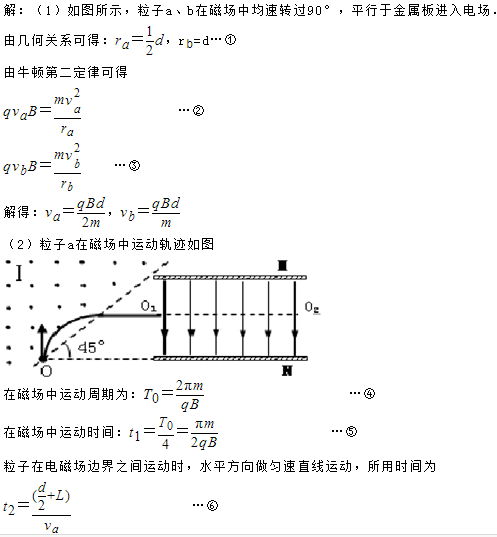 解：(1)如图所示，粒子a、b在磁场中均速转过90°，平行于金属板进入电场．
由几何关系可得：r_a=\frac{1}{2}d，r_b=d…①
由牛顿第二定律可得
qv_aB=\frac{mv_a^2}{r_a} …②
qv_bB=\frac{mv_b^2}{r_b} …③
解得：v_a=\frac{qBd}{2m}，v_b=\frac{qBd}{m}
(2)粒子a在磁场中运动轨迹如图
I
M
O₁
O₂
45°
O
N
在磁场中运动周期为：T_0=\frac{2πm}{qB} …④
在磁场中运动时间：t_1=\frac{T_0}{4}=\frac{πm}{2qB} …⑤
粒子在电磁场边界之间运动时，水平方向做匀速直线运动，所用时间为
t_2=\frac{(\frac{d}{2}+L)}{v_a} …⑥